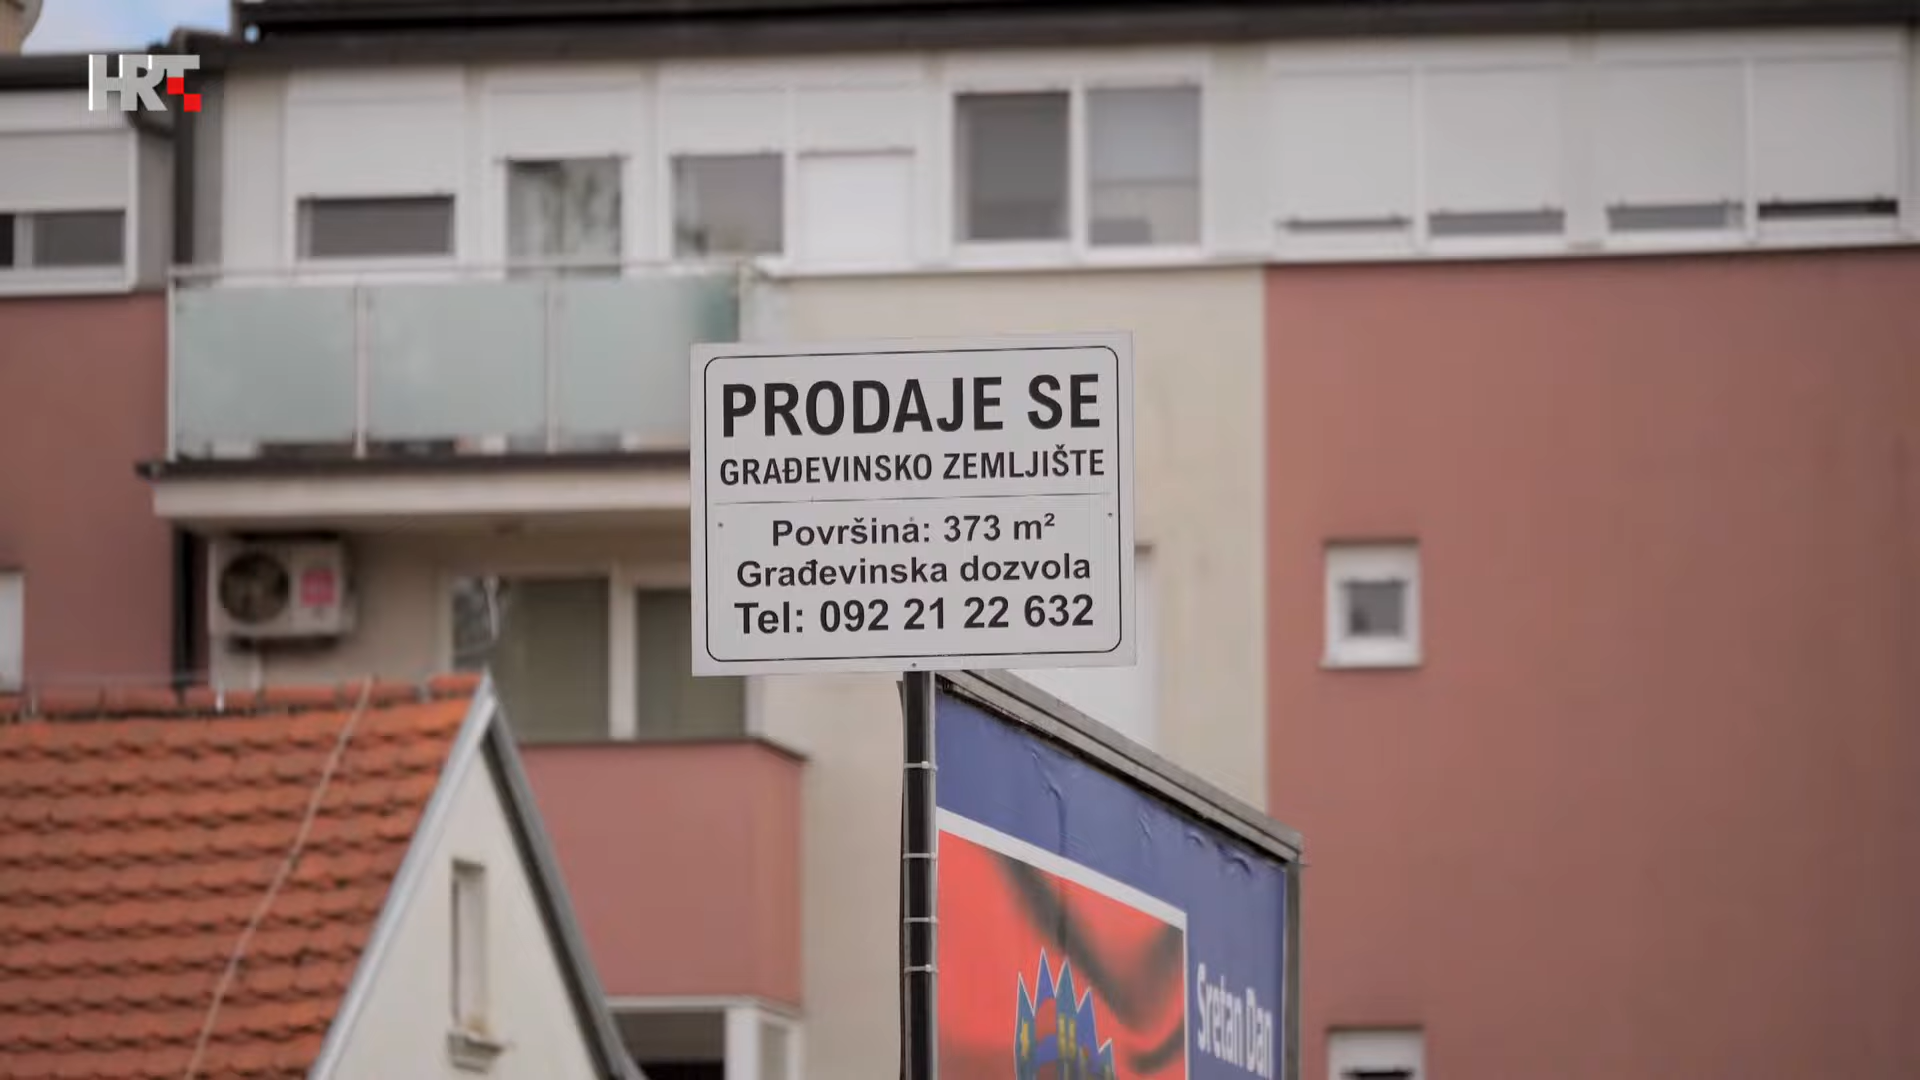 HRT
PRODAJE SE
GRAĐEVINSKO ZEMLJIŠTE
Površina: 373 m²
Građevinska dozvola
Tel: 092 21 22 632
Sretan Dan